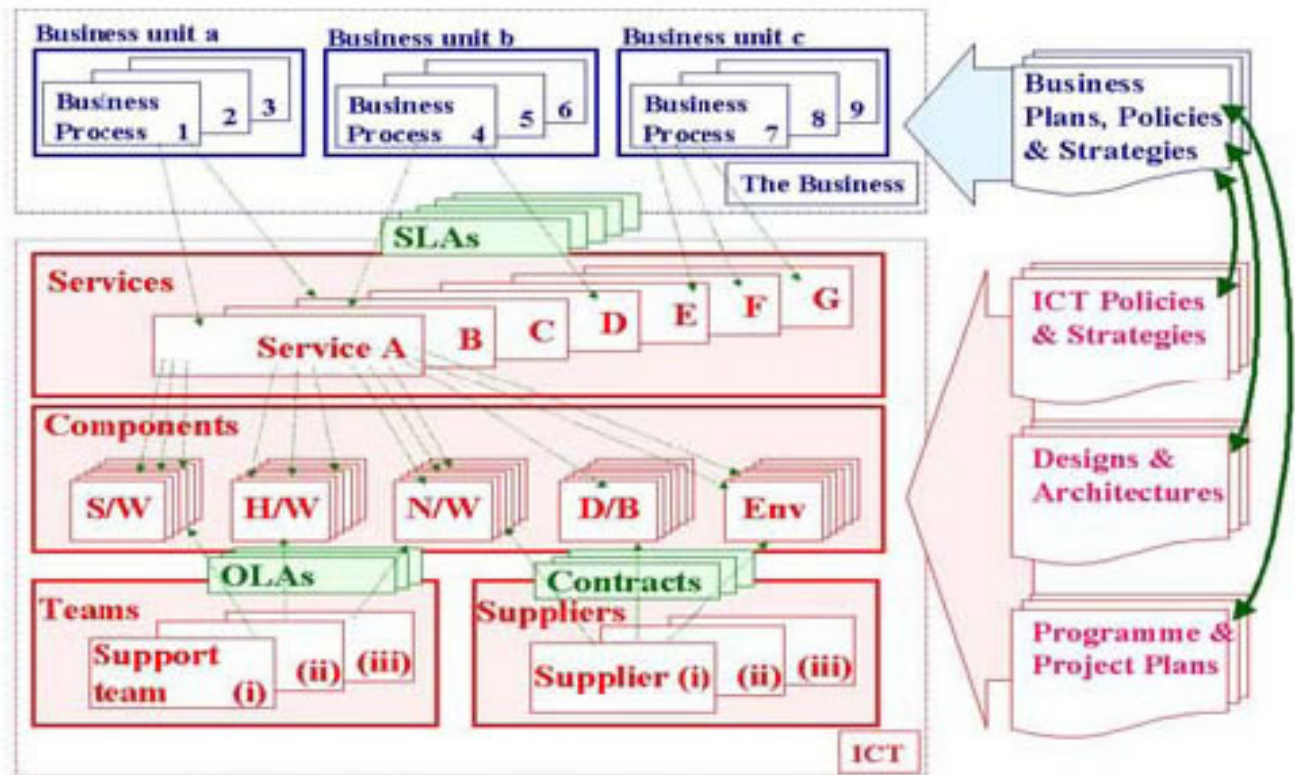 Business unit a
Business unit b
Business unit c
Business
Process 1
2
3
Business
Process 4
5
6
Business
Process 7
8
9
The Business
Business
Plans, Policies
& Strategies
SLAs
Services
Service A
B
C
D
E
F
G
ICT Policies
& Strategies
Components
S/W
H/W
N/W
D/B
Env
Designs &
Architectures
OLAs
Contracts
Teams
Support
team (i)
(ii)
(iii)
Suppliers
Supplier (i)
(ii)
(iii)
Programme &
Project Plans
ICT